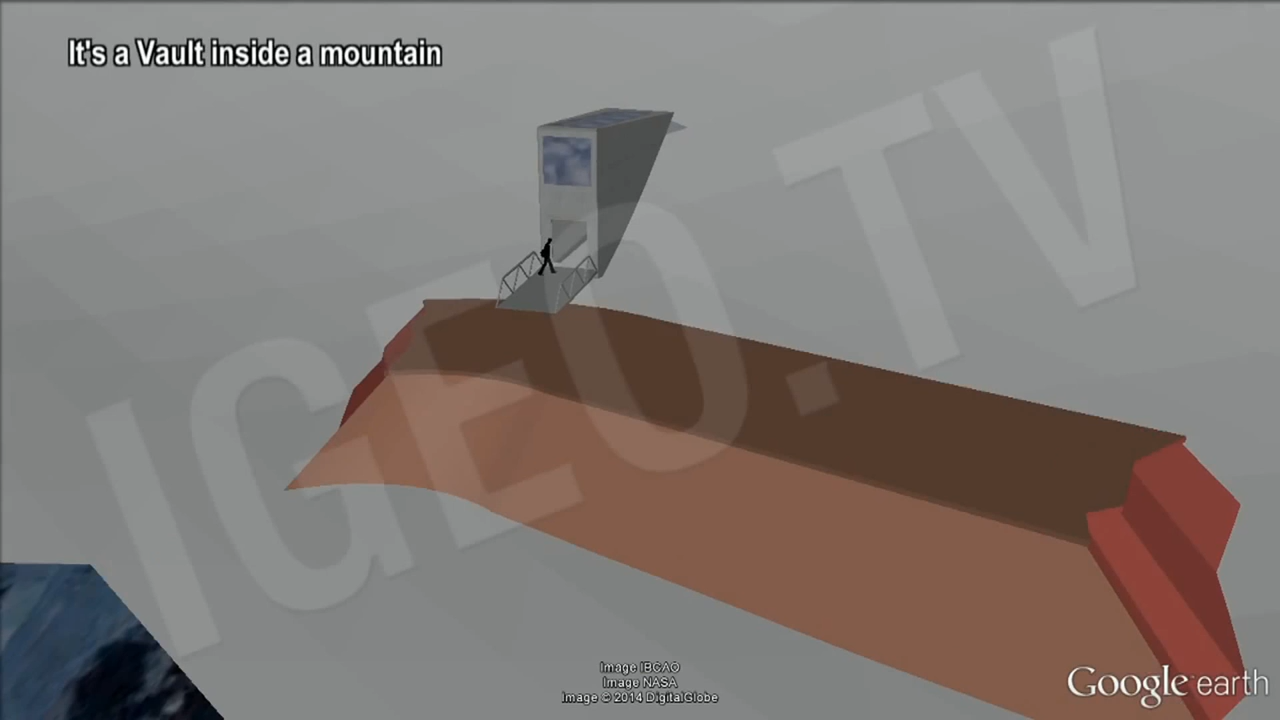 It's a Vault inside a mountain
IGEO.TV
Image IBCAO
Image NASA
Image © 2014 DigitalGlobe
Google earth